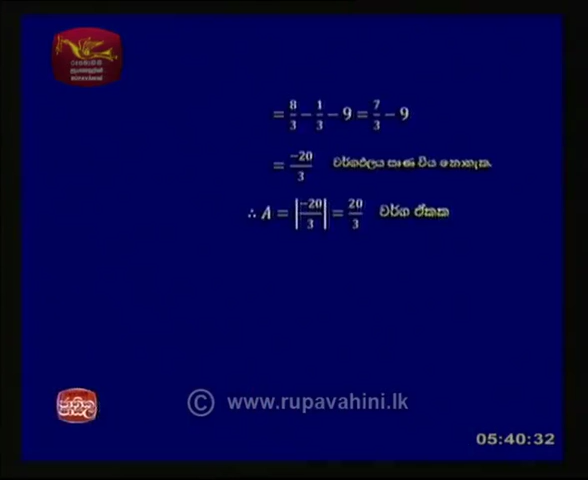 = 8/3 − 1/3 − 9 = 7/3 − 9
= −20/3 වර්ගඵලය සෘණ විය නොහැක.
∴ A = |−20/3| = 20/3 වර්ග ඒකක
© www.rupavahini.lk
05:40:32